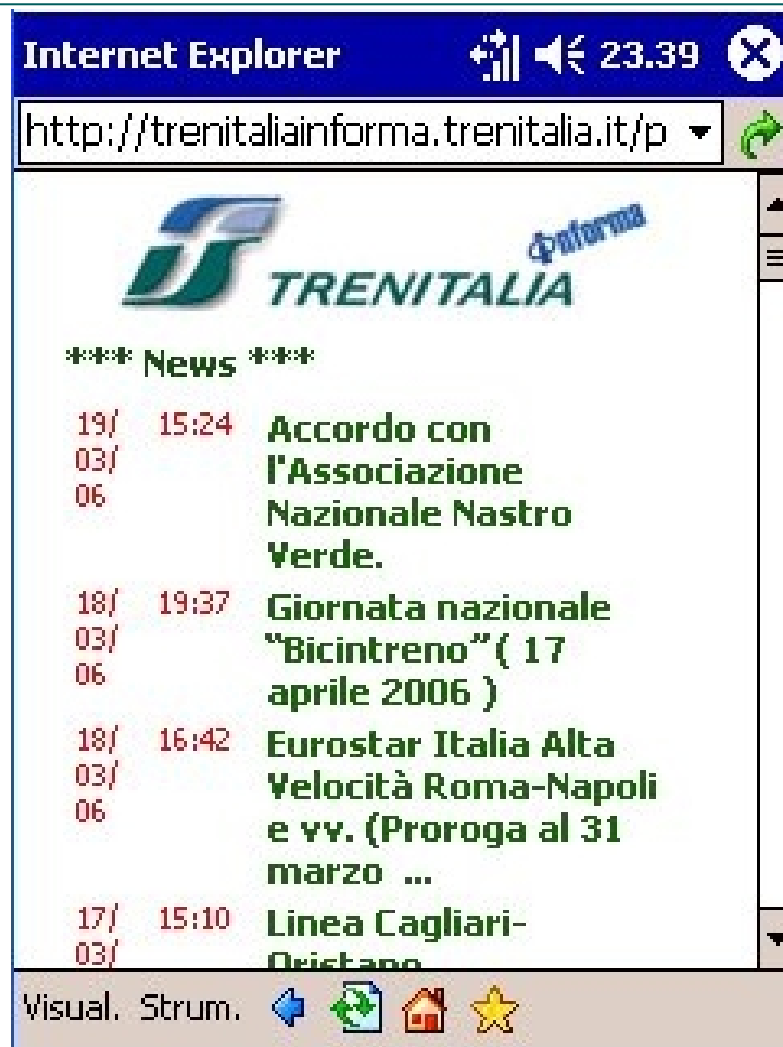 Internet Explorer 23.39
http://trenitaliainforma.trenitalia.it/p
TRENITALIA informa
*** News ***
19/ 15:24 Accordo con
03/ l'Associazione
06 Nazionale Nastro
Verde.
18/ 19:37 Giornata nazionale
03/ "Bicintreno"( 17
06 aprile 2006 )
18/ 16:42 Eurostar Italia Alta
03/ Velocità Roma-Napoli
06 e vv. (Proroga al 31
marzo ...
17/ 15:10 Linea Cagliari-
03/ Oristano
Visual. Strum.